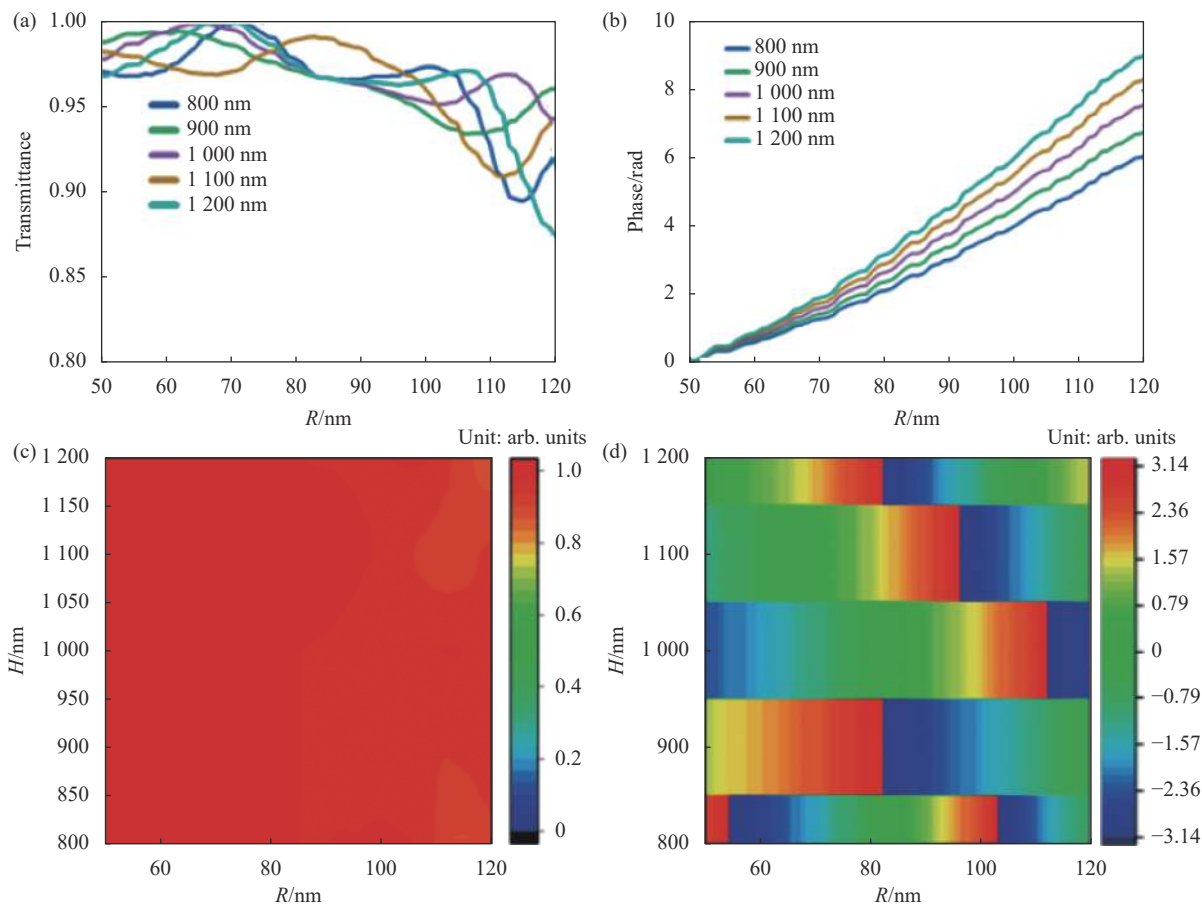 (a)
1.00
0.95
0.90
0.85
0.80
Transmittance
800 nm
900 nm
1 000 nm
1 100 nm
1 200 nm
50 60 70 80 90 100 110 120
R/nm
(b)
10
8
6
4
2
0
Phase/rad
800 nm
900 nm
1 000 nm
1 100 nm
1 200 nm
50 60 70 80 90 100 110 120
R/nm
(c)
Unit: arb. units
1 200
1 150
1 100
1 050
1 000
950
900
850
800
H/nm
60 80 100 120
R/nm
1.0
0.8
0.6
0.4
0.2
0
(d)
Unit: arb. units
1 200
1 100
1 000
900
800
H/nm
60 80 100 120
R/nm
3.14
2.36
1.57
0.79
0
−0.79
−1.57
−2.36
−3.14